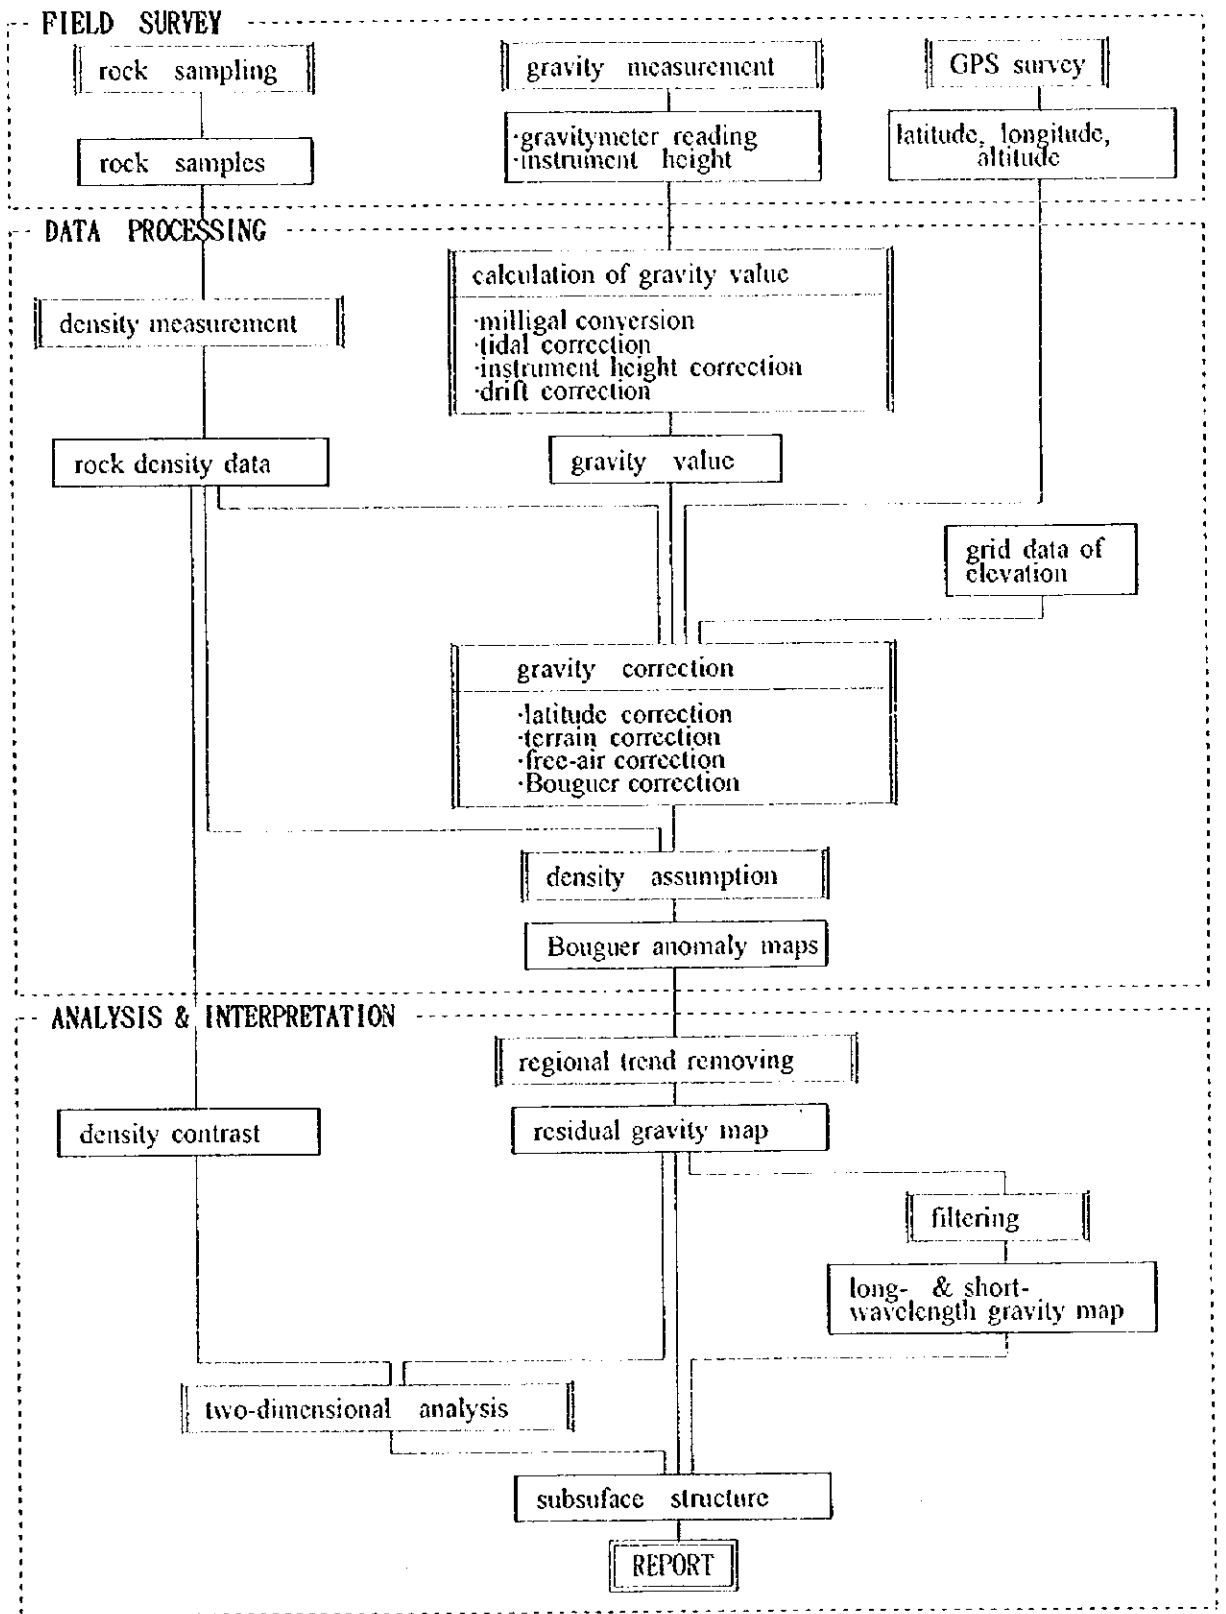 FIELD SURVEY
rock sampling
gravity measurement
GPS survey
rock samples
·gravitymeter reading
·instrument height
latitude, longitude,
altitude
DATA PROCESSING
density measurement
calculation of gravity value
·milligal conversion
·tidal correction
·instrument height correction
·drift correction
rock density data
gravity value
grid data of
elevation
gravity correction
·latitude correction
·terrain correction
·free-air correction
·Bouguer correction
density assumption
Bouguer anomaly maps
ANALYSIS & INTERPRETATION
regional trend removing
density contrast
residual gravity map
filtering
long- & short-
wavelength gravity map
two-dimensional analysis
subsuface structure
REPORT